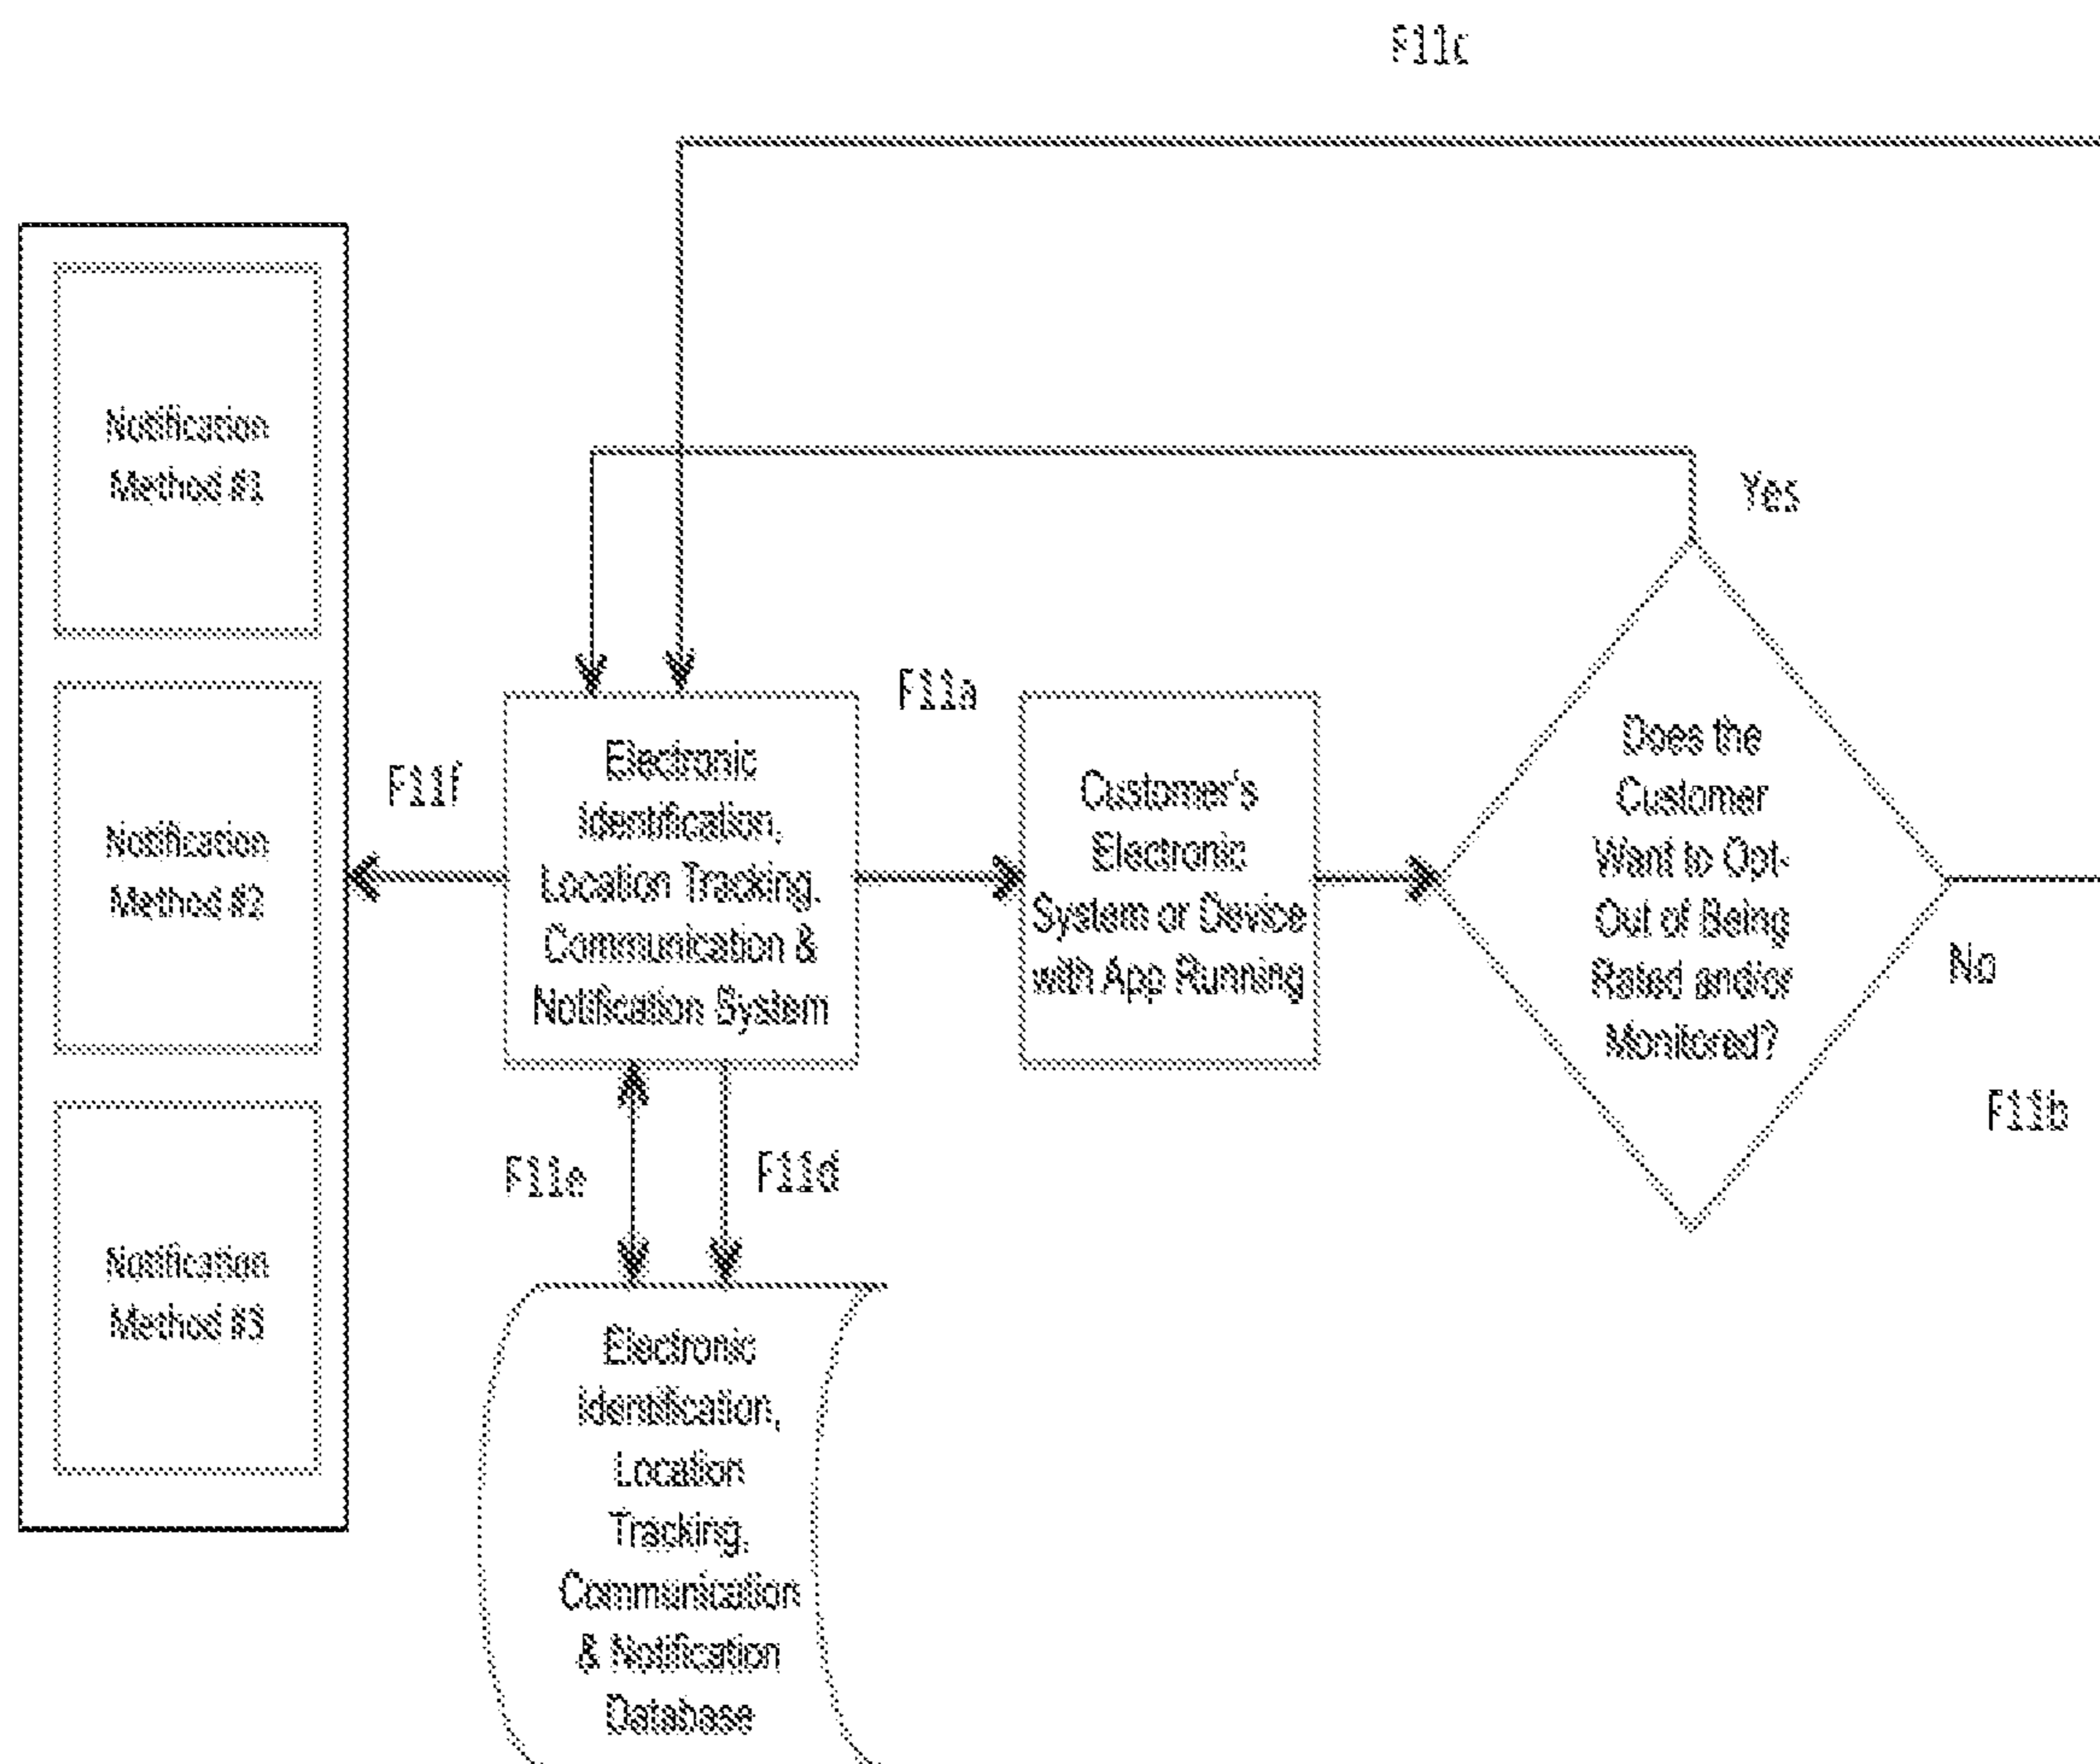 F11c
Notification
Method #1
Yes
F11a
Electronic
Identification,
Location Tracking,
Communication &
Notification System
Customer's
Electronic
System or Device
with App Running
Does the
Customer
Want to Opt-
Out of Being
Rated and/or
Monitored?
F11f
Notification
Method #2
No
F11b
F11e
F11d
Notification
Method #3
Electronic
Identification,
Location
Tracking,
Communication
& Notification
Database